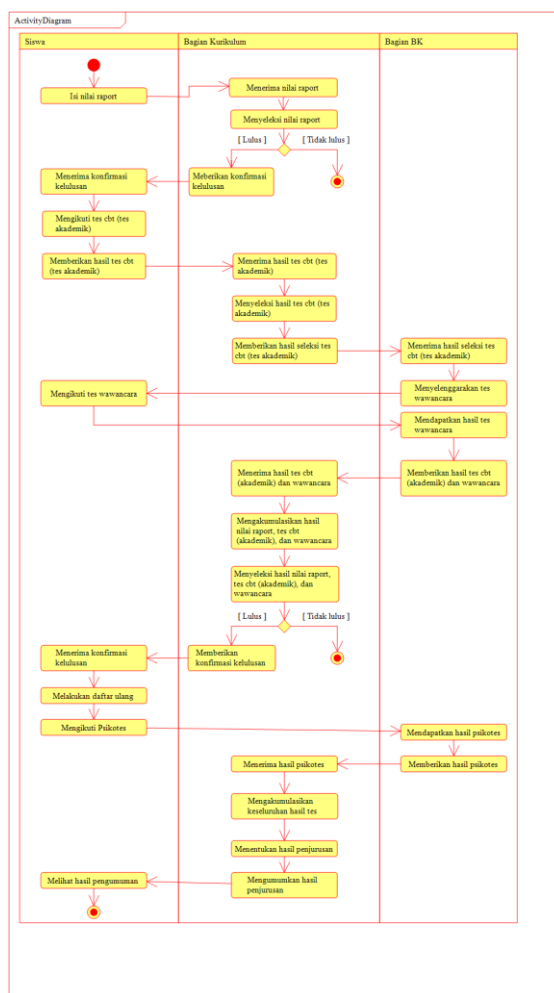 ActivityDiagram
Siswa
Bagian Kurikulum
Bagian BK
Isi nilai raport
Menerima nilai raport
Menyeleksi nilai raport
[ Lulus ]
[ Tidak lulus ]
Meberikan konfirmasi
kelulusan
Menerima konfirmasi
kelulusan
Mengikuti tes cbt (tes
akademik)
Memberikan hasil tes cbt
(tes akademik)
Menerima hasil tes cbt (tes
akademik)
Menyeleksi hasil tes cbt (tes
akademik)
Memberikan hasil seleksi tes
cbt (tes akademik)
Menerima hasil seleksi tes
cbt (tes akademik)
Menyelenggarakan tes
wawancara
Mengikuti tes wawancara
Mendapatkan hasil tes
wawancara
Memberikan hasil tes cbt
(akademik) dan wawancara
Menerima hasil tes cbt
(akademik) dan wawancara
Mengakumulasikan hasil
nilai raport, tes cbt
(akademik), dan wawancara
Menyeleksi hasil nilai raport,
tes cbt (akademik), dan
wawancara
[ Lulus ]
[ Tidak lulus ]
Memberikan
konfirmasi kelulusan
Menerima konfirmasi
kelulusan
Melakukan daftar ulang
Mengikuti Psikotes
Mendapatkan hasil psikotes
Memberikan hasil psikotes
Menerima hasil psikotes
Mengakumulasikan
keseluruhan hasil tes
Menentukan hasil penjurusan
Mengumumkan hasil
penjurusan
Melihat hasil pengumuman